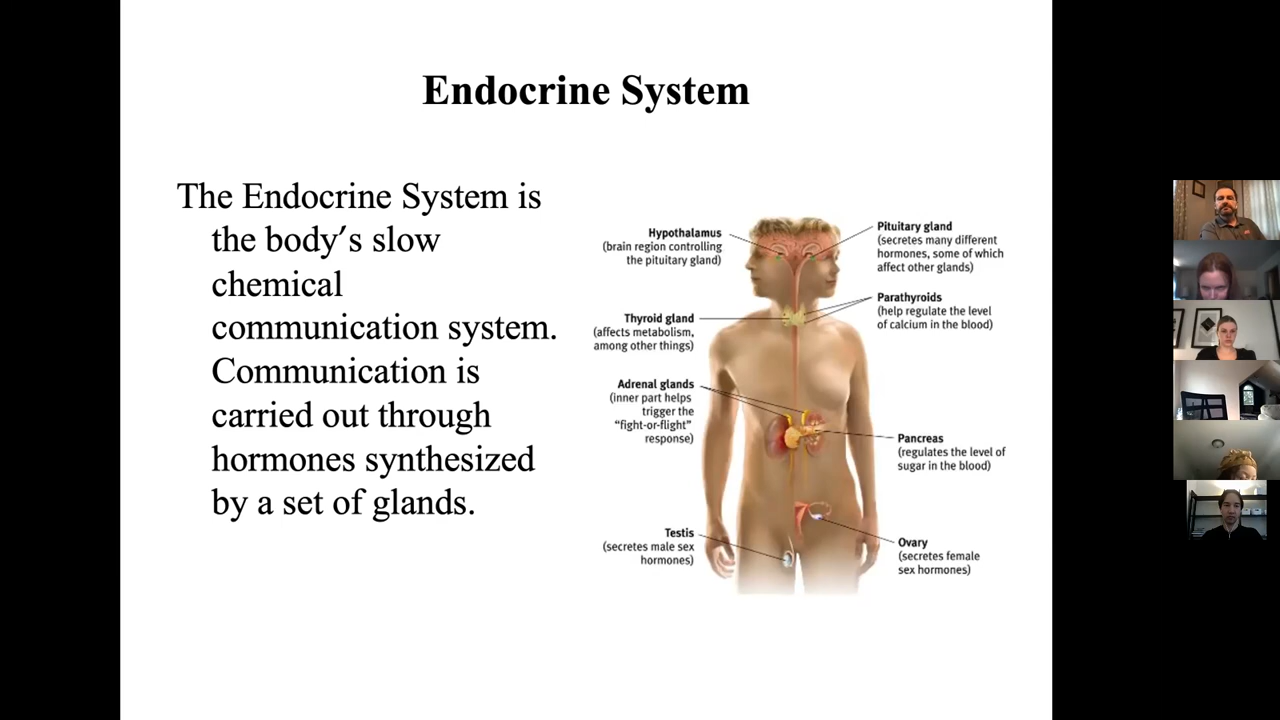 Endocrine System
The Endocrine System is
the body’s slow
chemical
communication system.
Communication is
carried out through
hormones synthesized
by a set of glands.
Hypothalamus
(brain region controlling
the pituitary gland)
Thyroid gland
(affects metabolism,
among other things)
Adrenal glands
(inner part helps
trigger the
“fight-or-flight”
response)
Testis
(secretes male sex
hormones)
Pituitary gland
(secretes many different
hormones, some of which
affect other glands)
Parathyroids
(help regulate the level
of calcium in the blood)
Pancreas
(regulates the level of
sugar in the blood)
Ovary
(secretes female
sex hormones)